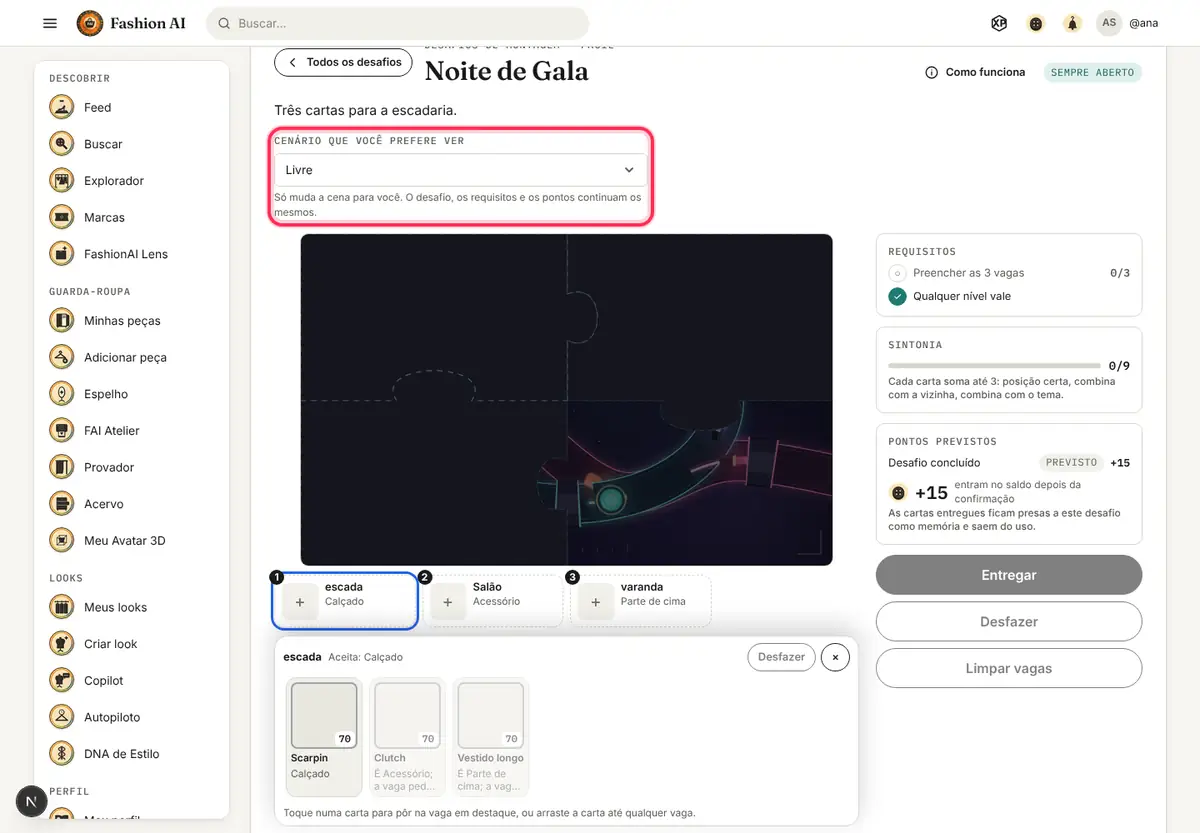 Fashion AI
Buscar...
XP
AS
@ana
DESCOBRIR
Feed
Buscar
Explorador
Marcas
FashionAI Lens
GUARDA-ROUPA
Minhas peças
Adicionar peça
Espelho
FAI Atelier
Provador
Acervo
Meu Avatar 3D
LOOKS
Meus looks
Criar look
Copilot
Autopiloto
DNA de Estilo
PERFIL
Meu perfil
N
Todos os desafios
Noite de Gala
Como funciona
SEMPRE ABERTO
Três cartas para a escadaria.
CENÁRIO QUE VOCÊ PREFERE VER
Livre
Só muda a cena para você. O desafio, os requisitos e os pontos continuam os
mesmos.
1
escada
Calçado
2
Salão
Acessório
3
varanda
Parte de cima
escada Aceita: Calçado
Desfazer
×
70
Scarpin
Calçado
70
Clutch
É Acessório;
a vaga ped...
70
Vestido longo
É Parte de
cima; a vag...
Toque numa carta para pôr na vaga em destaque, ou arraste a carta até qualquer vaga.
REQUISITOS
Preencher as 3 vagas 0/3
Qualquer nível vale
SINTONIA
0/9
Cada carta soma até 3: posição certa, combina
com a vizinha, combina com o tema.
PONTOS PREVISTOS
Desafio concluído PREVISTO +15
+15 entram no saldo depois da
confirmação
As cartas entregues ficam presas a este desafio
como memória e saem do uso.
Entregar
Desfazer
Limpar vagas